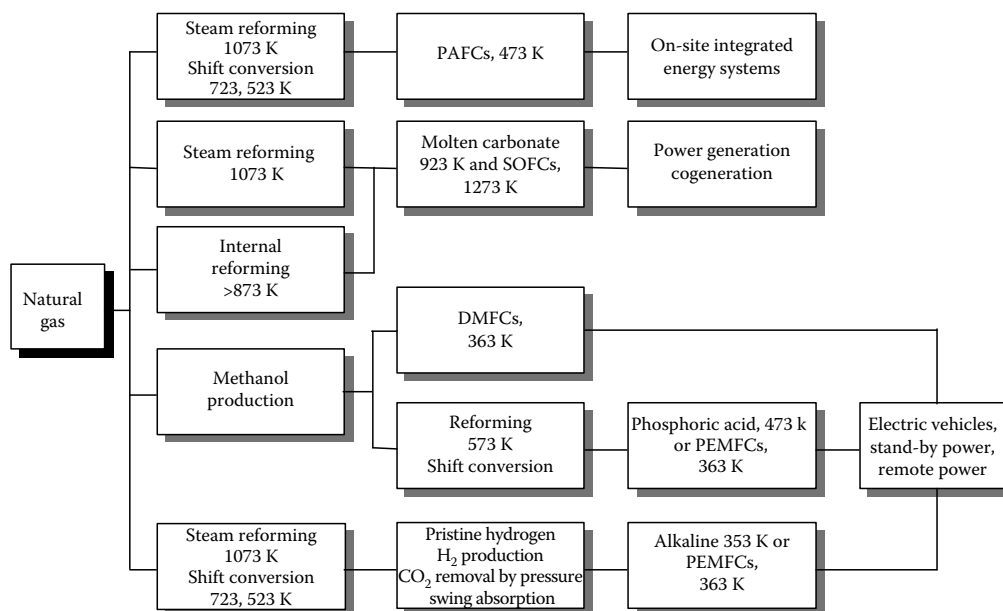 Steam reforming
1073 K
Shift conversion
723, 523 K
PAFCs, 473 K
On-site integrated
energy systems
Steam reforming
1073 K
Molten carbonate
923 K and SOFCs,
1273 K
Power generation
cogeneration
Internal
reforming
>873 K
Natural
gas
DMFCs,
363 K
Methanol
production
Reforming
573 K
Shift conversion
Phosphoric acid, 473 k
or PEMFCs,
363 K
Electric vehicles,
stand-by power,
remote power
Steam reforming
1073 K
Shift conversion
723, 523 K
Pristine hydrogen
H₂ production
CO₂ removal by pressure
swing absorption
Alkaline 353 K or
PEMFCs,
363 K